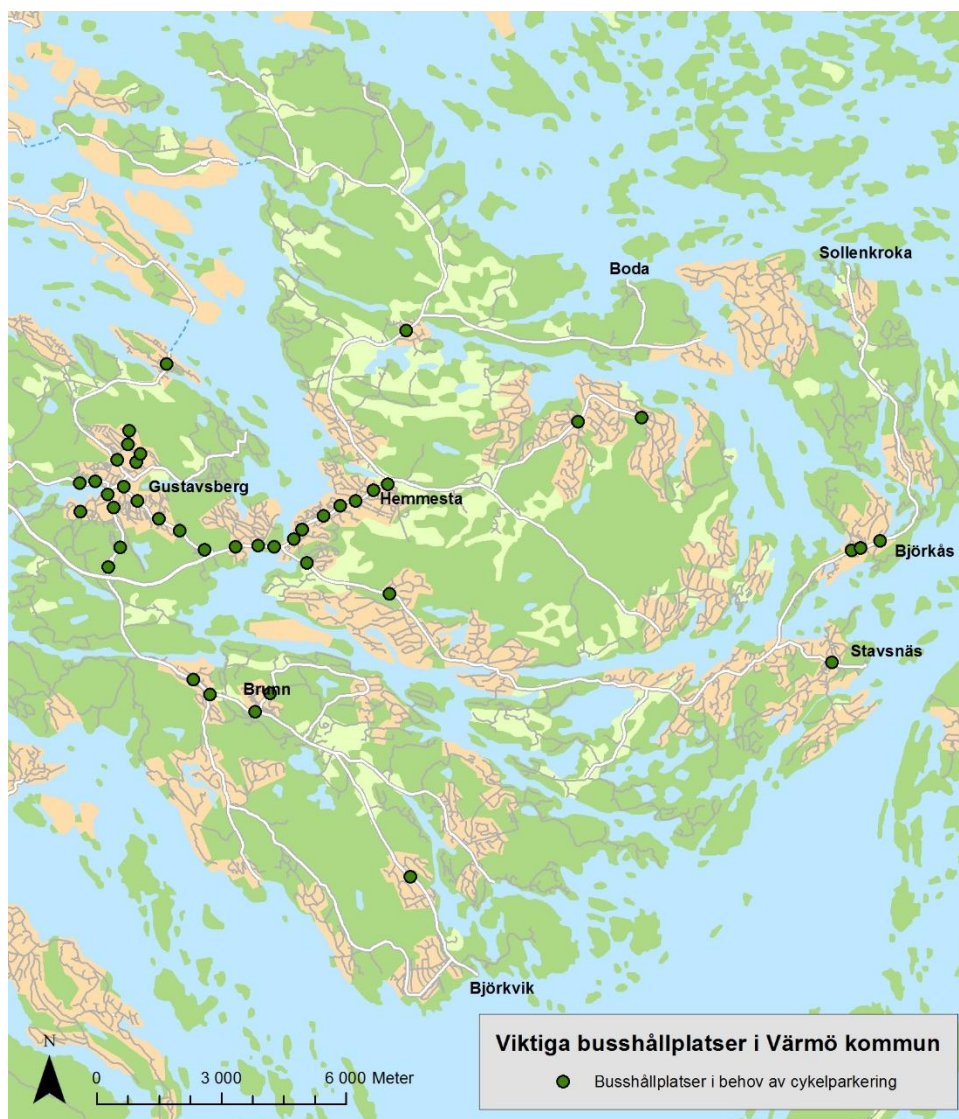 Sollenkroka
Boda
Gustavsberg
Hemmesta
Björkås
Stavsnäs
Brunn
Björkvik
N
0 3 000 6 000 Meter
Viktiga busshållplatser i Värmö kommun
Busshållplatser i behov av cykelparkering